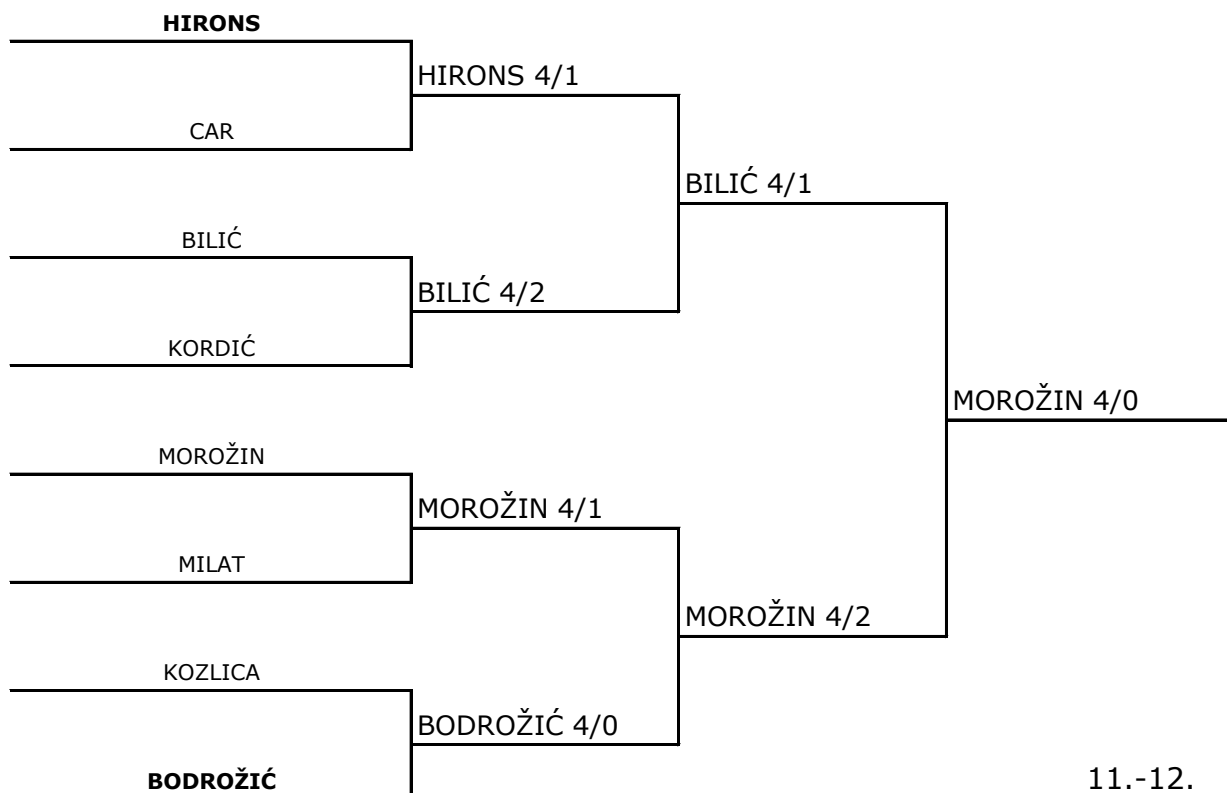 HIRONS
HIRONS 4/1
CAR
BILIĆ 4/1
BILIĆ
BILIĆ 4/2
KORDIĆ
MOROŽIN 4/0
MOROŽIN
MOROŽIN 4/1
MILAT
MOROŽIN 4/2
KOZLICA
BODROŽIĆ 4/0
BODROŽIĆ
11.-12.